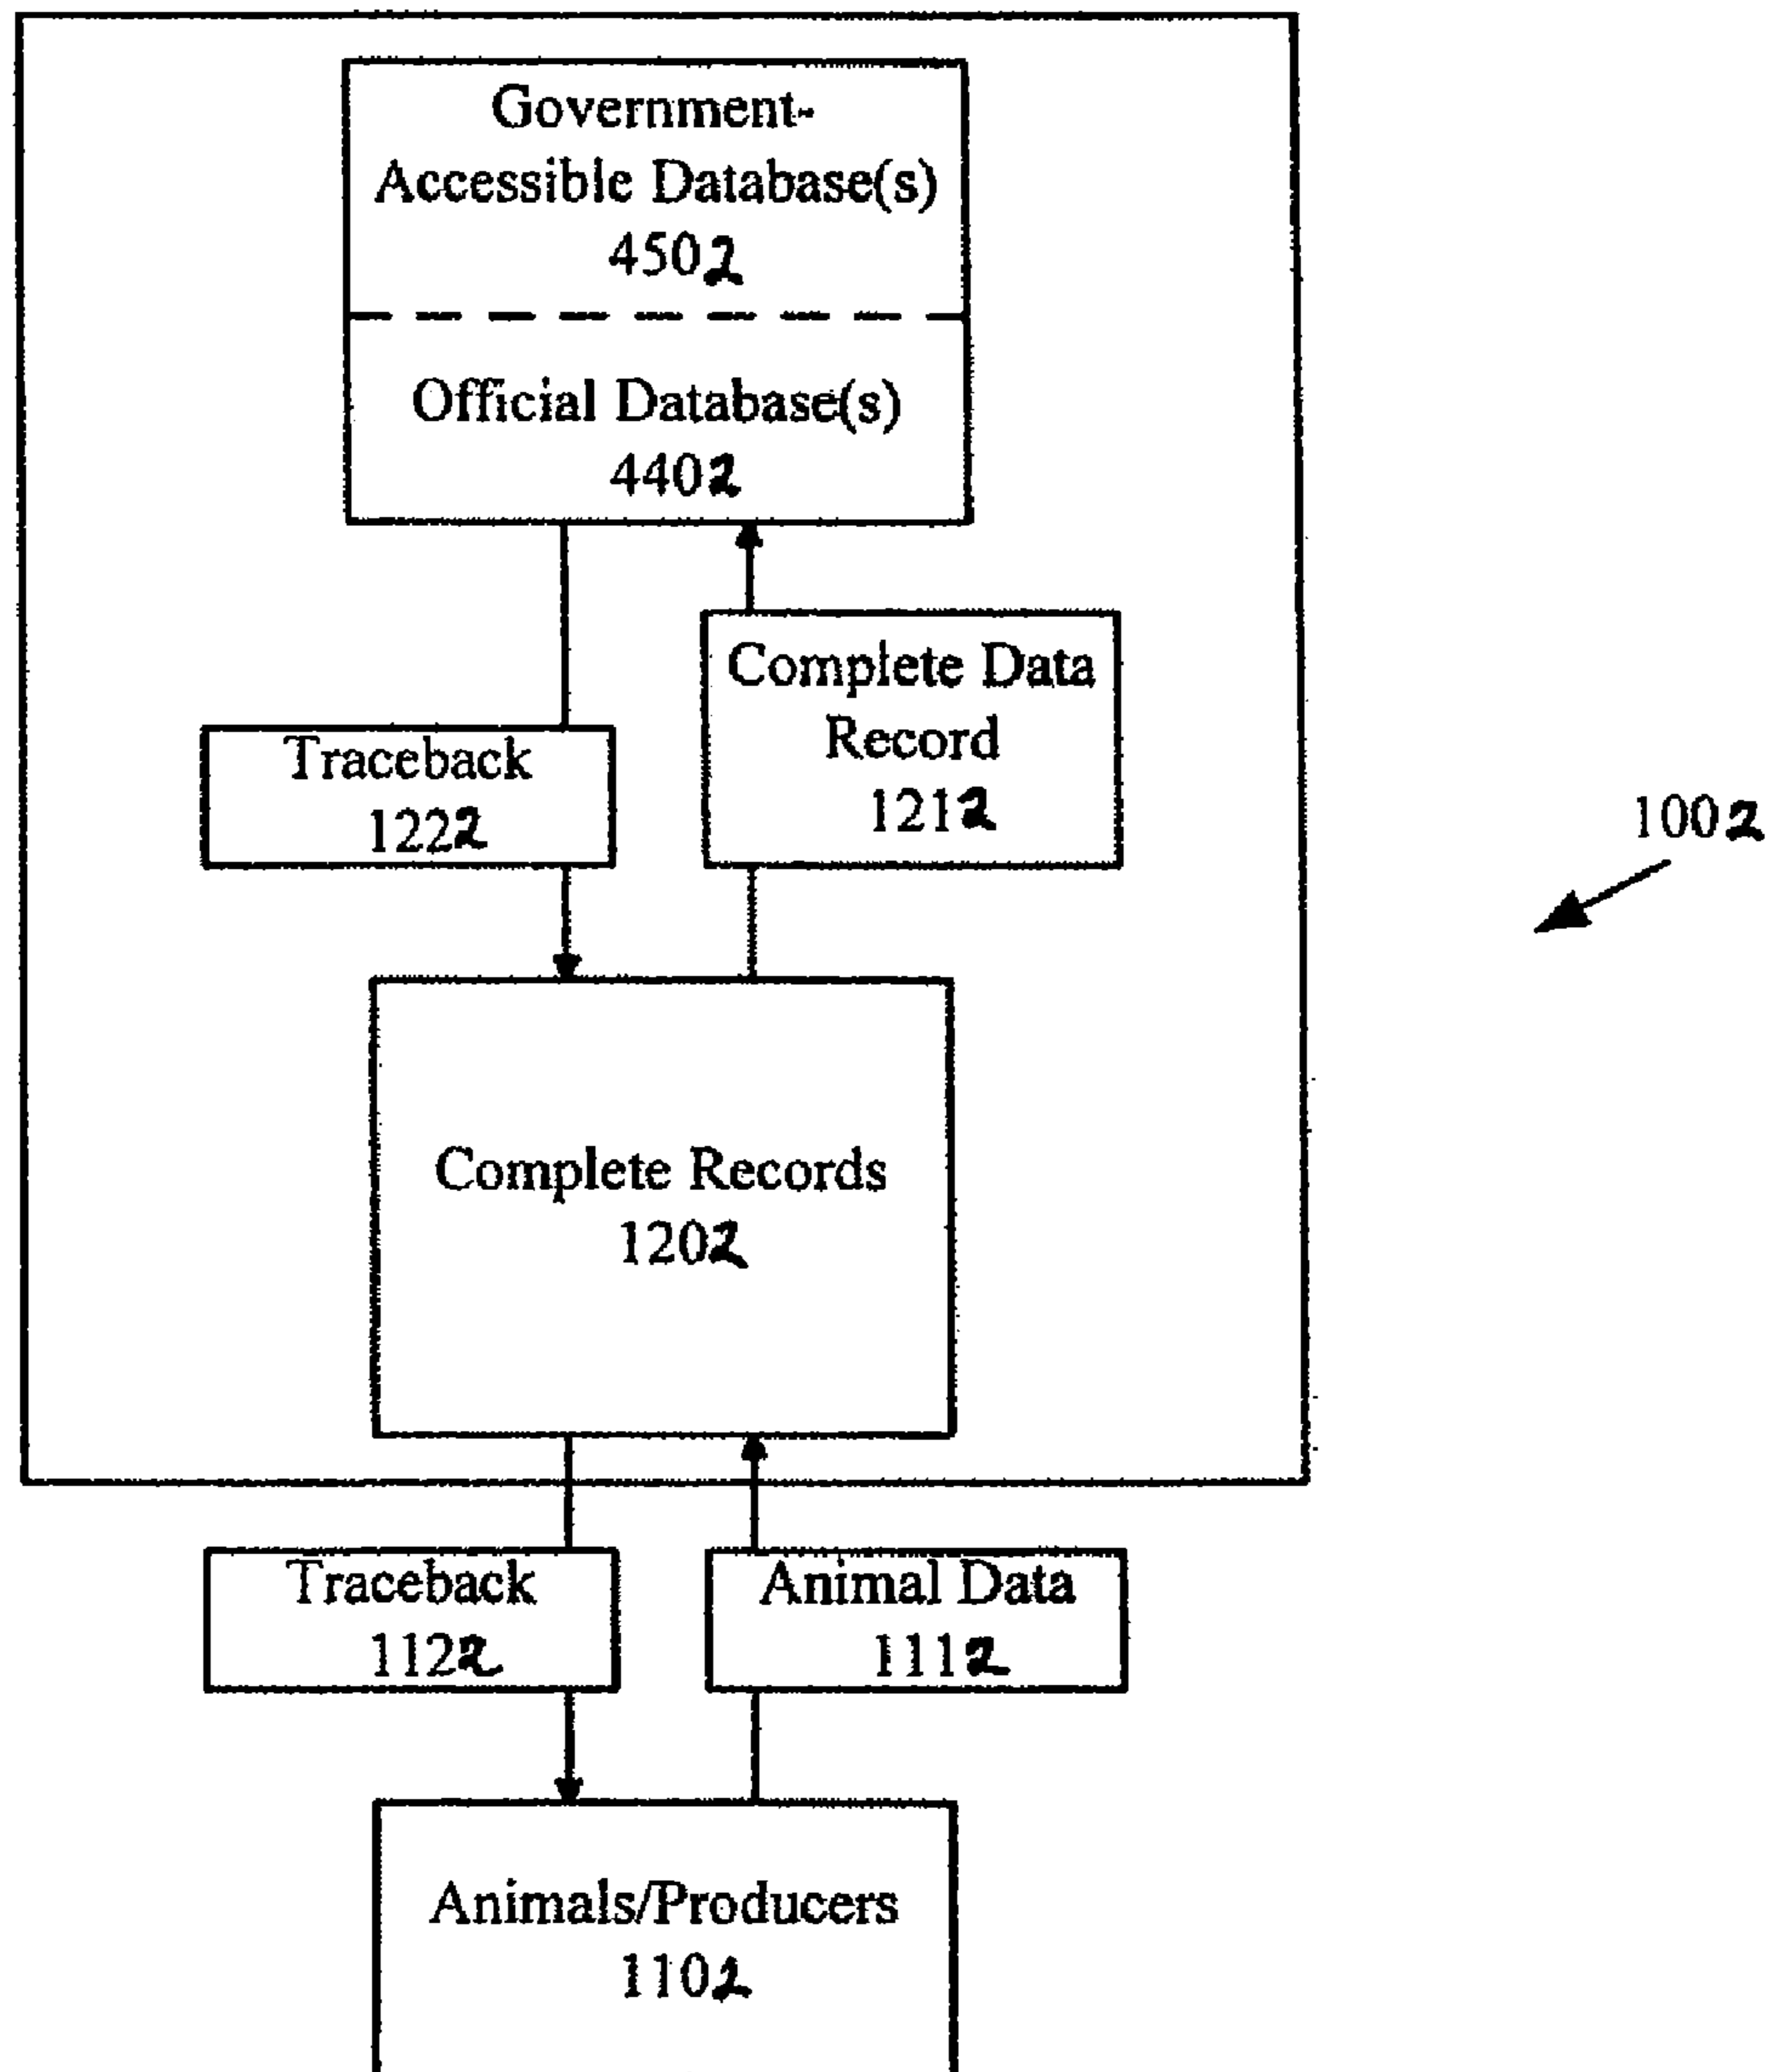 Government-
Accessible Database(s)
4502
Official Database(s)
4402
Complete Data
Record
1212
Traceback
1222
1002
Complete Records
1202
Traceback
1122
Animal Data
1112
Animals/Producers
1102